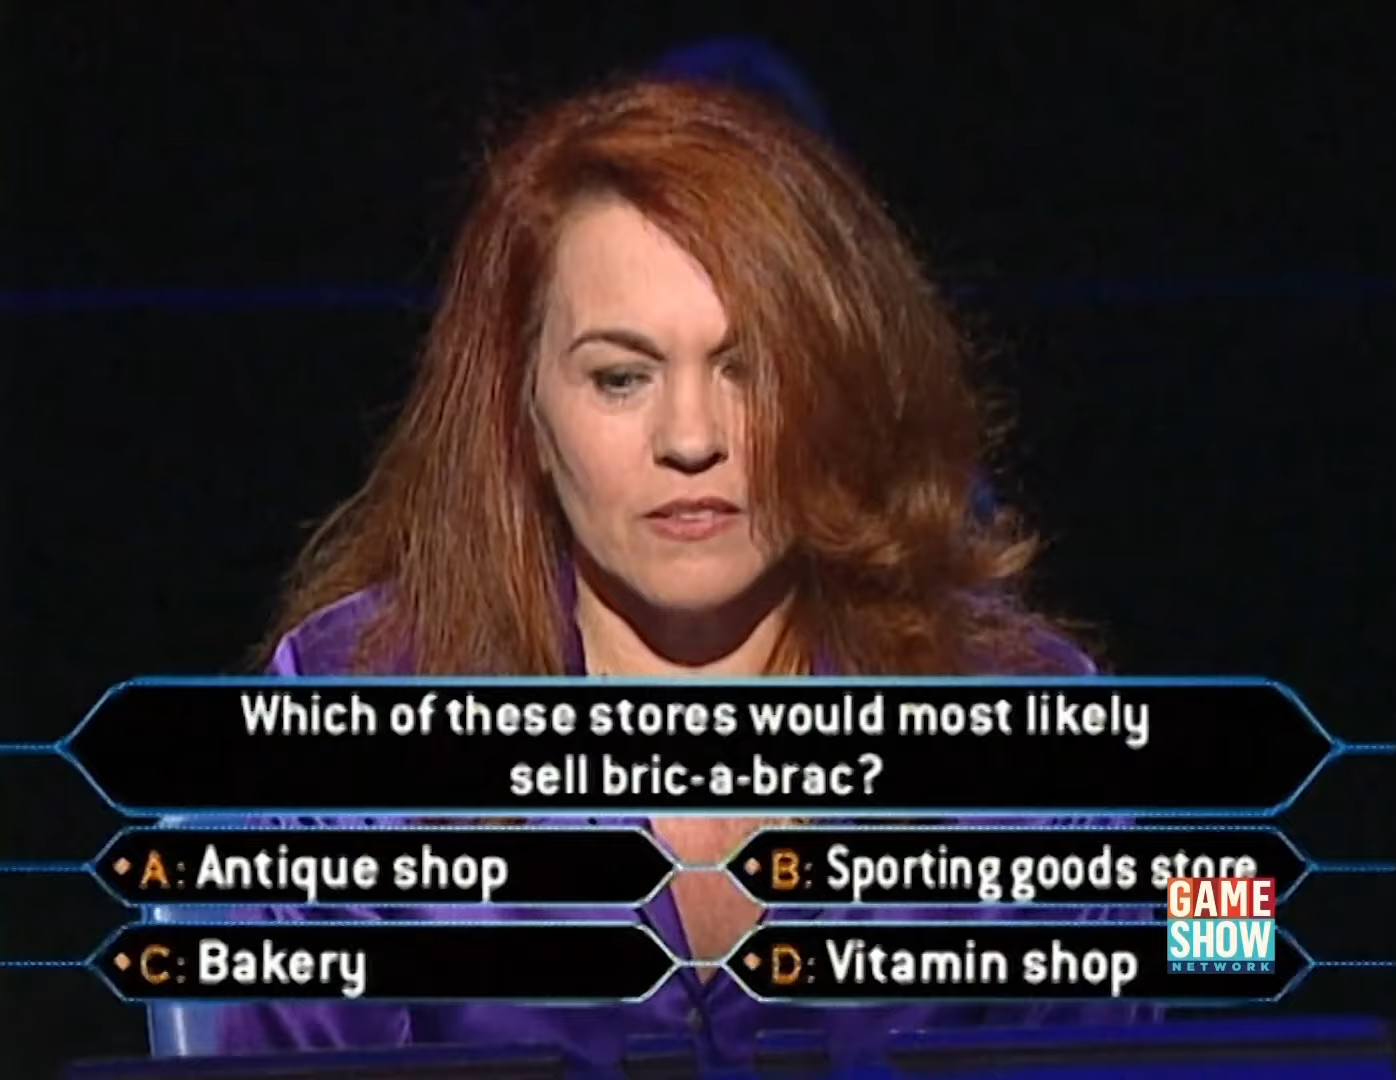 Which of these stores would most likely
sell bric-a-brac?
A: Antique shop
B: Sporting goods store
C: Bakery
D: Vitamin shop
GAME
SHOW
NETWORK